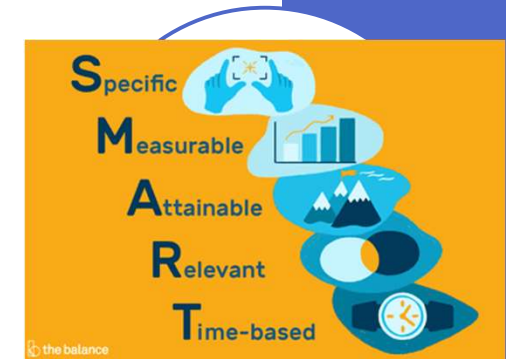 Specific
Measurable
Attainable
Relevant
Time-based
the balance